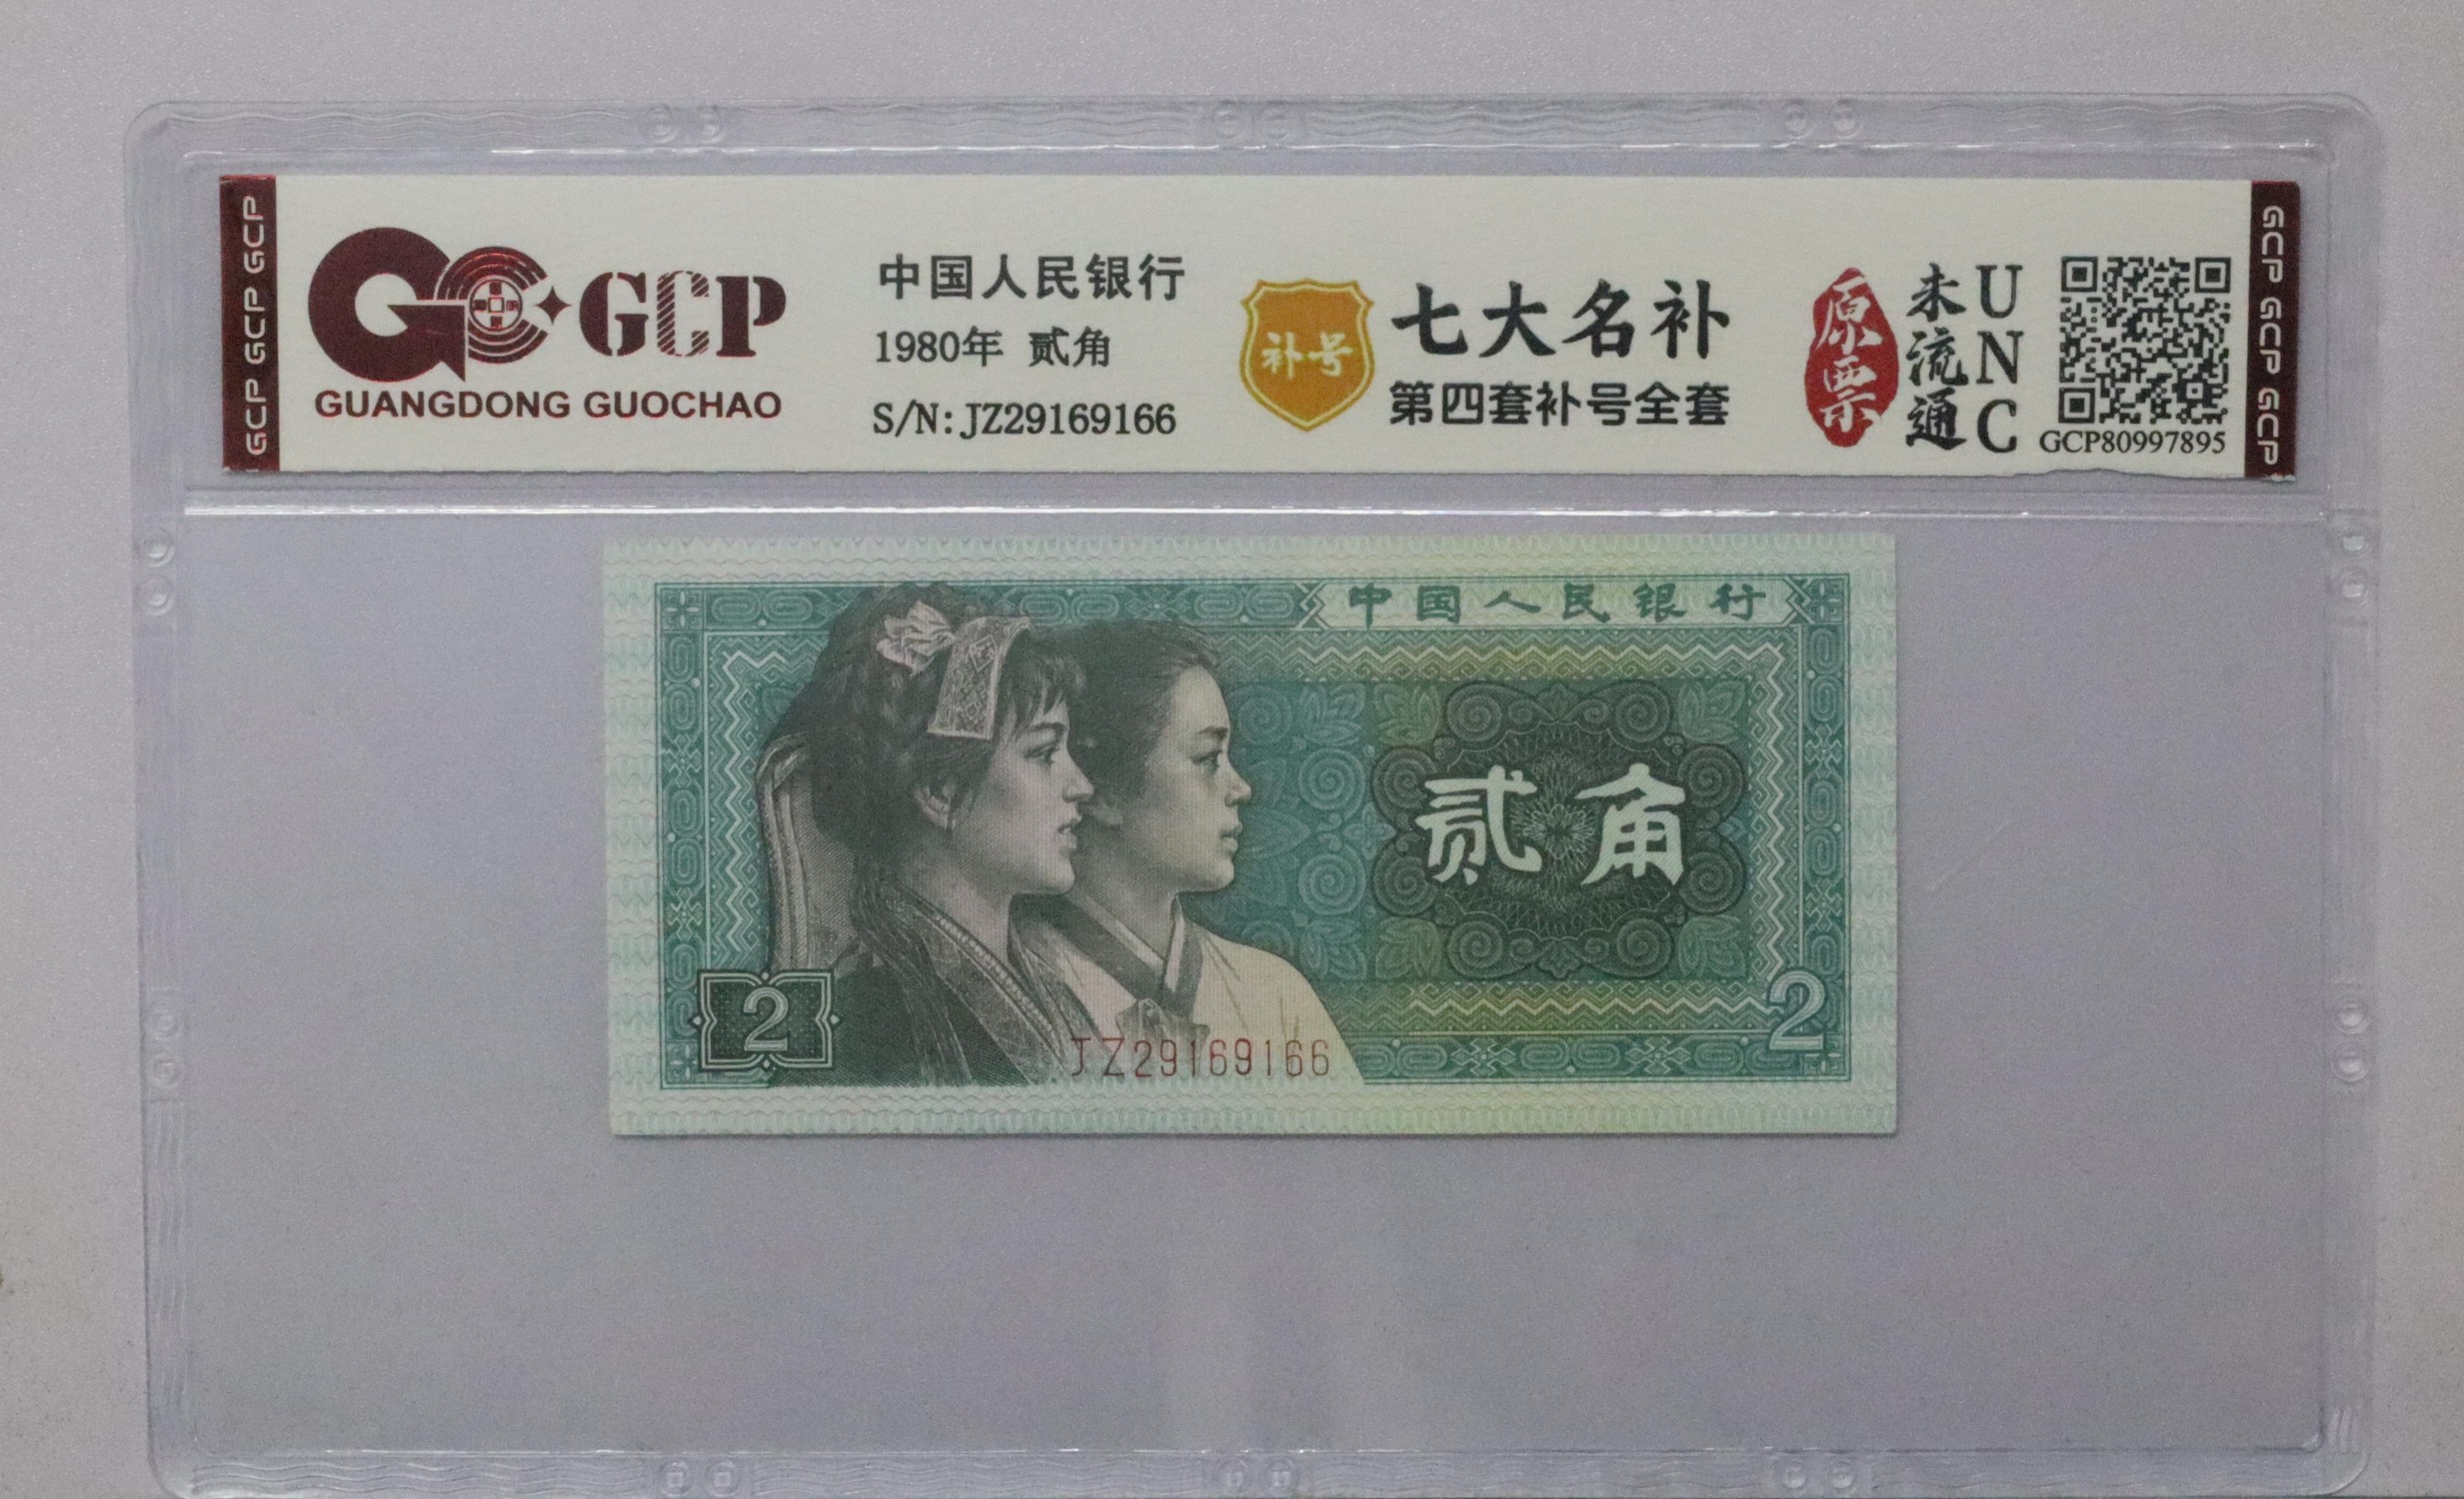 GCP GCP GCP
GCP
GUANGDONG GUOCHAO
中国人民银行
1980年 贰角
S/N: JZ29169166
补号
七大名补
第四套补号全套
原票
未流通
UNC
GCP80997895
GCP GCP GCP
中国人民银行
贰角
2
2
JZ29169166